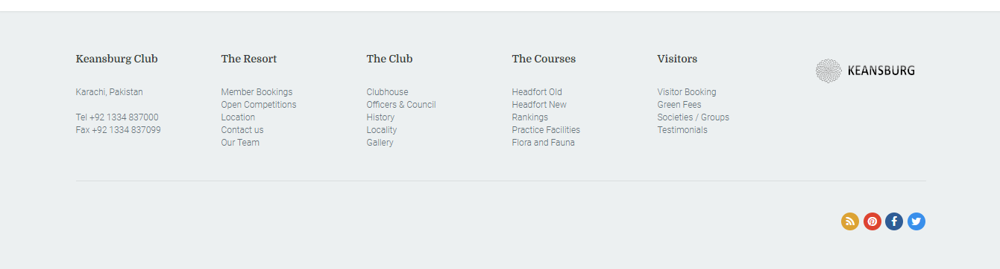 Keansburg Club
Karachi, Pakistan
Tel +92 1334 837000
Fax +92 1334 837099
The Resort
Member Bookings
Open Competitions
Location
Contact us
Our Team
The Club
Clubhouse
Officers & Council
History
Locality
Gallery
The Courses
Headfort Old
Headfort New
Rankings
Practice Facilities
Flora and Fauna
Visitors
Visitor Booking
Green Fees
Societies / Groups
Testimonials
KEANSBURG